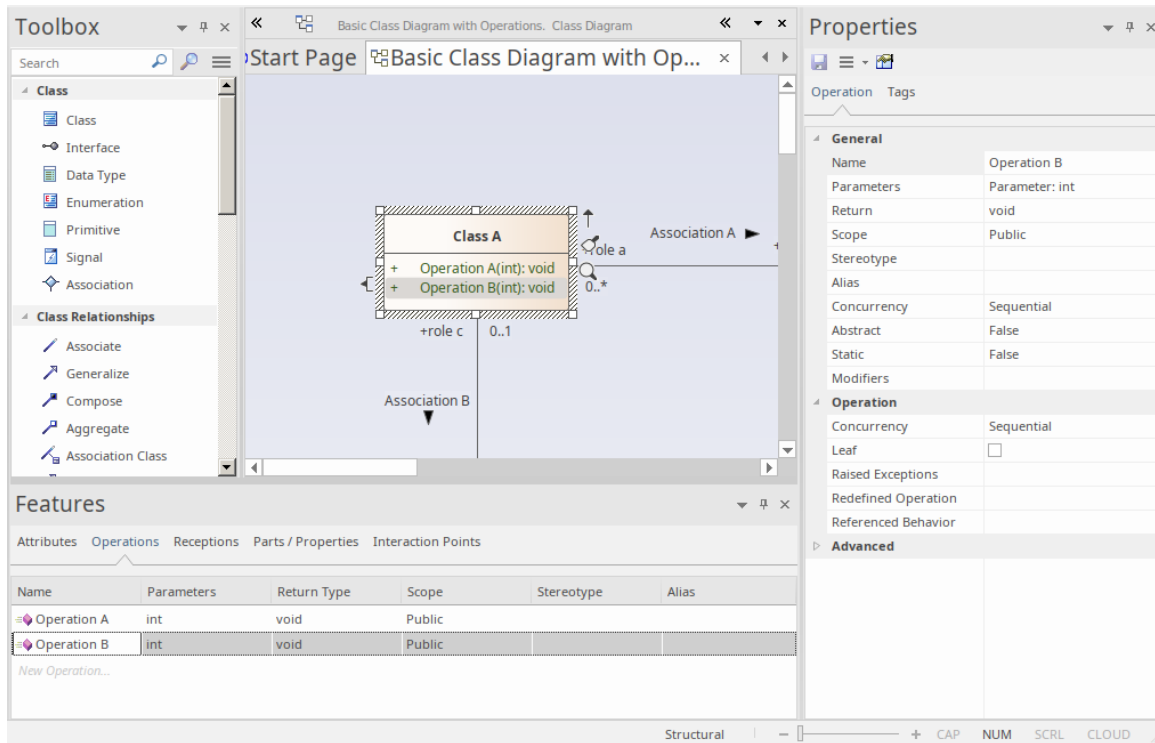 Toolbox
Search
Class
Class
Interface
Data Type
Enumeration
Primitive
Signal
Association
Class Relationships
Associate
Generalize
Compose
Aggregate
Association Class
Basic Class Diagram with Operations. Class Diagram
Start Page
Basic Class Diagram with Op...
Class A
+ Operation A(int): void
+ Operation B(int): void
+role a
0..*
Association A
+
+role c 0..1
Association B
Features
Attributes Operations Receptions Parts / Properties Interaction Points
Name Parameters Return Type Scope Stereotype Alias
Operation A int void Public
Operation B int void Public
New Operation...
Properties
Operation Tags
General
Name Operation B
Parameters Parameter: int
Return void
Scope Public
Stereotype
Alias
Concurrency Sequential
Abstract False
Static False
Modifiers
Operation
Concurrency Sequential
Leaf
Raised Exceptions
Redefined Operation
Referenced Behavior
Advanced
Structural CAP NUM SCRL CLOUD